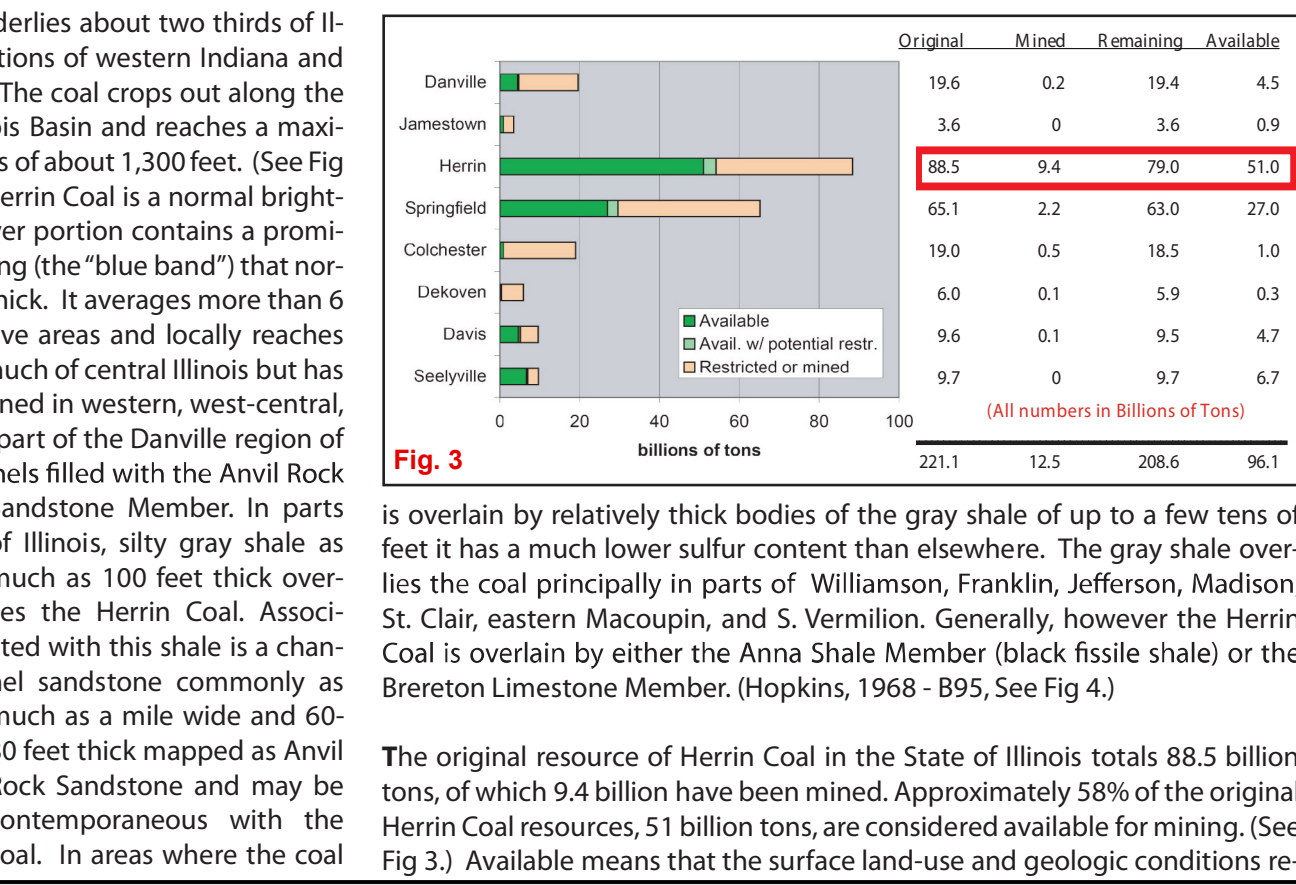 derlies about two thirds of Il-
tions of western Indiana and
The coal crops out along the
ois Basin and reaches a maxi-
s of about 1,300 feet. (See Fig
errin Coal is a normal bright-
wer portion contains a promi-
ng (the “blue band”) that nor-
hick. It averages more than 6
ve areas and locally reaches
much of central Illinois but has
ned in western, west-central,
part of the Danville region of
nels filled with the Anvil Rock
Sandstone Member. In parts
of Illinois, silty gray shale as
much as 100 feet thick over-
es the Herrin Coal. Associ-
ted with this shale is a chan-
nel sandstone commonly as
much as a mile wide and 60-
80 feet thick mapped as Anvil
Rock Sandstone and may be
contemporaneous with the
coal. In areas where the coal
Original Mined Remaining Available
Danville 19.6 0.2 19.4 4.5
Jamestown 3.6 0 3.6 0.9
Herrin 88.5 9.4 79.0 51.0
Springfield 65.1 2.2 63.0 27.0
Colchester 19.0 0.5 18.5 1.0
Dekoven 6.0 0.1 5.9 0.3
Davis 9.6 0.1 9.5 4.7
Seelyville 9.7 0 9.7 6.7
Available
Avail. w/ potential restr.
Restricted or mined
0 20 40 60 80 100
billions of tons
(All numbers in Billions of Tons)
221.1 12.5 208.6 96.1
Fig. 3
is overlain by relatively thick bodies of the gray shale of up to a few tens of
feet it has a much lower sulfur content than elsewhere. The gray shale over-
lies the coal principally in parts of Williamson, Franklin, Jefferson, Madison,
St. Clair, eastern Macoupin, and S. Vermilion. Generally, however the Herrin
Coal is overlain by either the Anna Shale Member (black fissile shale) or the
Brereton Limestone Member. (Hopkins, 1968 - B95, See Fig 4.)
The original resource of Herrin Coal in the State of Illinois totals 88.5 billion
tons, of which 9.4 billion have been mined. Approximately 58% of the original
Herrin Coal resources, 51 billion tons, are considered available for mining. (See
Fig 3.) Available means that the surface land-use and geologic conditions re-